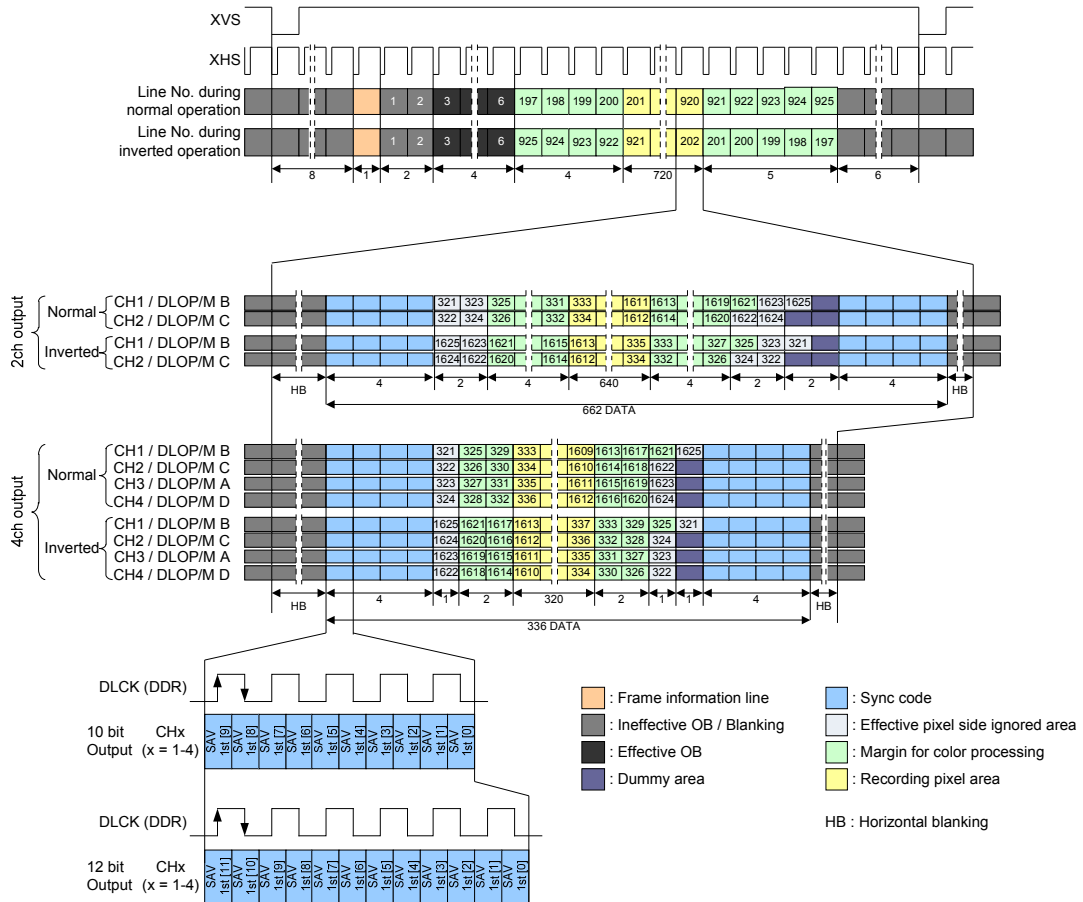 XVS
XHS
Line No. during normal operation
1 2 3 6 197 198 199 200 201 920 921 922 923 924 925
Line No. during inverted operation
1 2 3 6 925 924 923 922 921 202 201 200 199 198 197
8 1 2 4 4 720 5 6
2ch output
Normal
CH1 / DLOP/M B 321 323 325 331 333 1611 1613 1619 1621 1623 1625
CH2 / DLOP/M C 322 324 326 332 334 1612 1614 1620 1622 1624
Inverted
CH1 / DLOP/M B 1625 1623 1621 1615 1613 335 333 327 325 323 321
CH2 / DLOP/M C 1624 1622 1620 1614 1612 334 332 326 324 322
HB 4 2 4 640 4 2 2 4 HB
662 DATA
4ch output
Normal
CH1 / DLOP/M B 321 325 329 333 1609 1613 1617 1621 1625
CH2 / DLOP/M C 322 326 330 334 1610 1614 1618 1622
CH3 / DLOP/M A 323 327 331 335 1611 1615 1619 1623
CH4 / DLOP/M D 324 328 332 336 1612 1616 1620 1624
Inverted
CH1 / DLOP/M B 1625 1621 1617 1613 337 333 329 325 321
CH2 / DLOP/M C 1624 1620 1616 1612 336 332 328 324
CH3 / DLOP/M A 1623 1619 1615 1611 335 331 327 323
CH4 / DLOP/M D 1622 1618 1614 1610 334 330 326 322
HB 4 1 2 320 2 1 1 4 HB
336 DATA
DLCK (DDR)
10 bit Output
CHx (x = 1-4)
SAV 1st [9] SAV 1st [8] SAV 1st [7] SAV 1st [6] SAV 1st [5] SAV 1st [4] SAV 1st [3] SAV 1st [2] SAV 1st [1] SAV 1st [0]
DLCK (DDR)
12 bit Output
CHx (x = 1-4)
SAV 1st [11] SAV 1st [10] SAV 1st [9] SAV 1st [8] SAV 1st [7] SAV 1st [6] SAV 1st [5] SAV 1st [4] SAV 1st [3] SAV 1st [2] SAV 1st [1] SAV 1st [0]
: Frame information line
: Ineffective OB / Blanking
: Effective OB
: Dummy area
: Sync code
: Effective pixel side ignored area
: Margin for color processing
: Recording pixel area
HB : Horizontal blanking